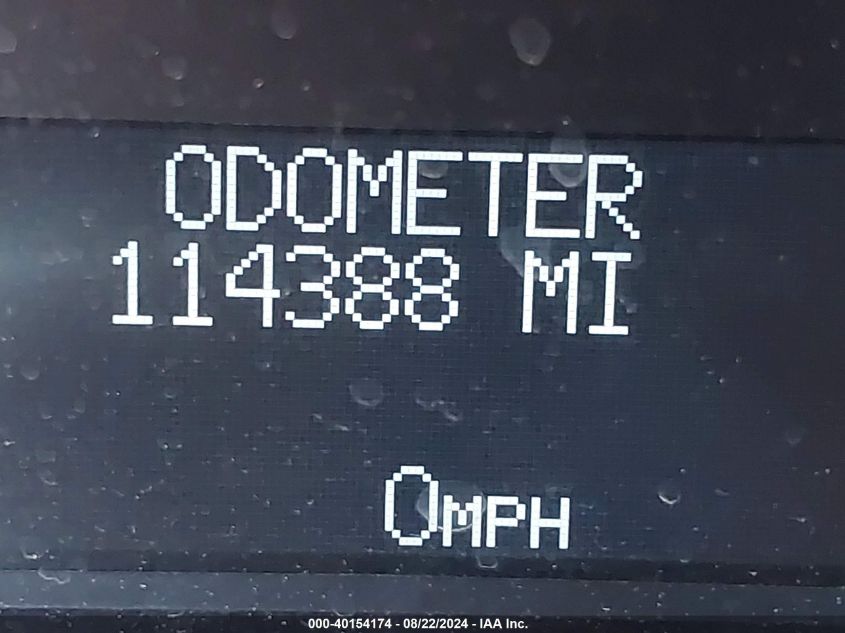 ODOMETER
114388 MI
0MPH
000-40154174 - 08/22/2024 - IAA Inc.